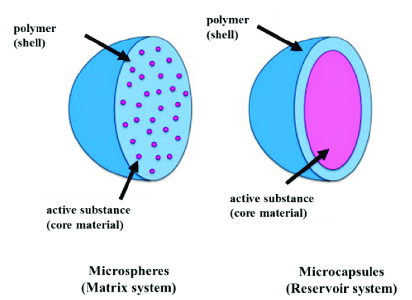 polymer
(shell)
active substance
(core material)
Microspheres
(Matrix system)
polymer
(shell)
active substance
(core material)
Microcapsules
(Reservoir system)